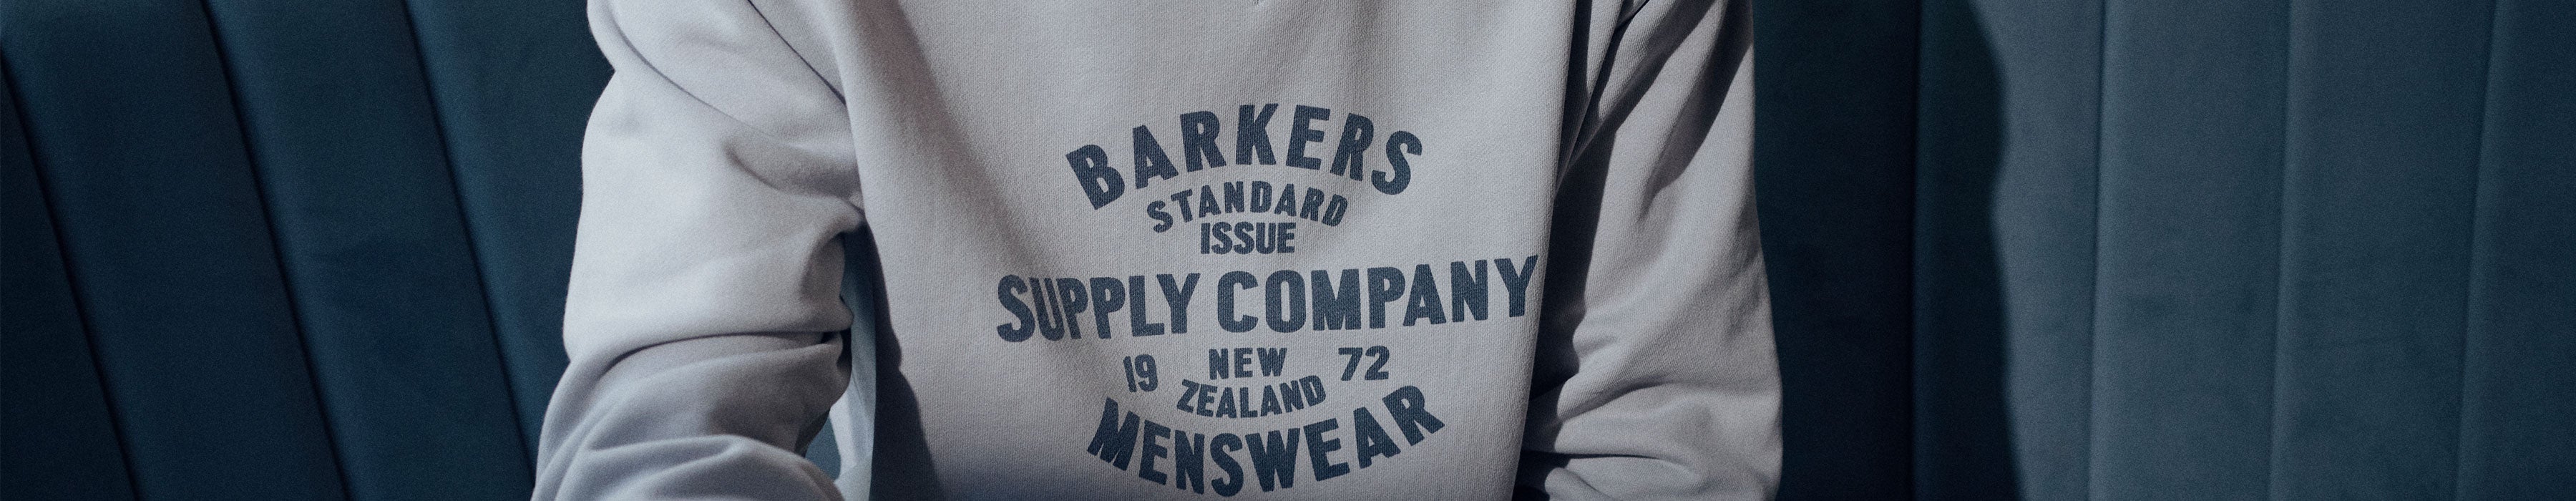 BARKERS
STANDARD
ISSUE
SUPPLY COMPANY
19 NEW 72
ZEALAND
MENSWEAR